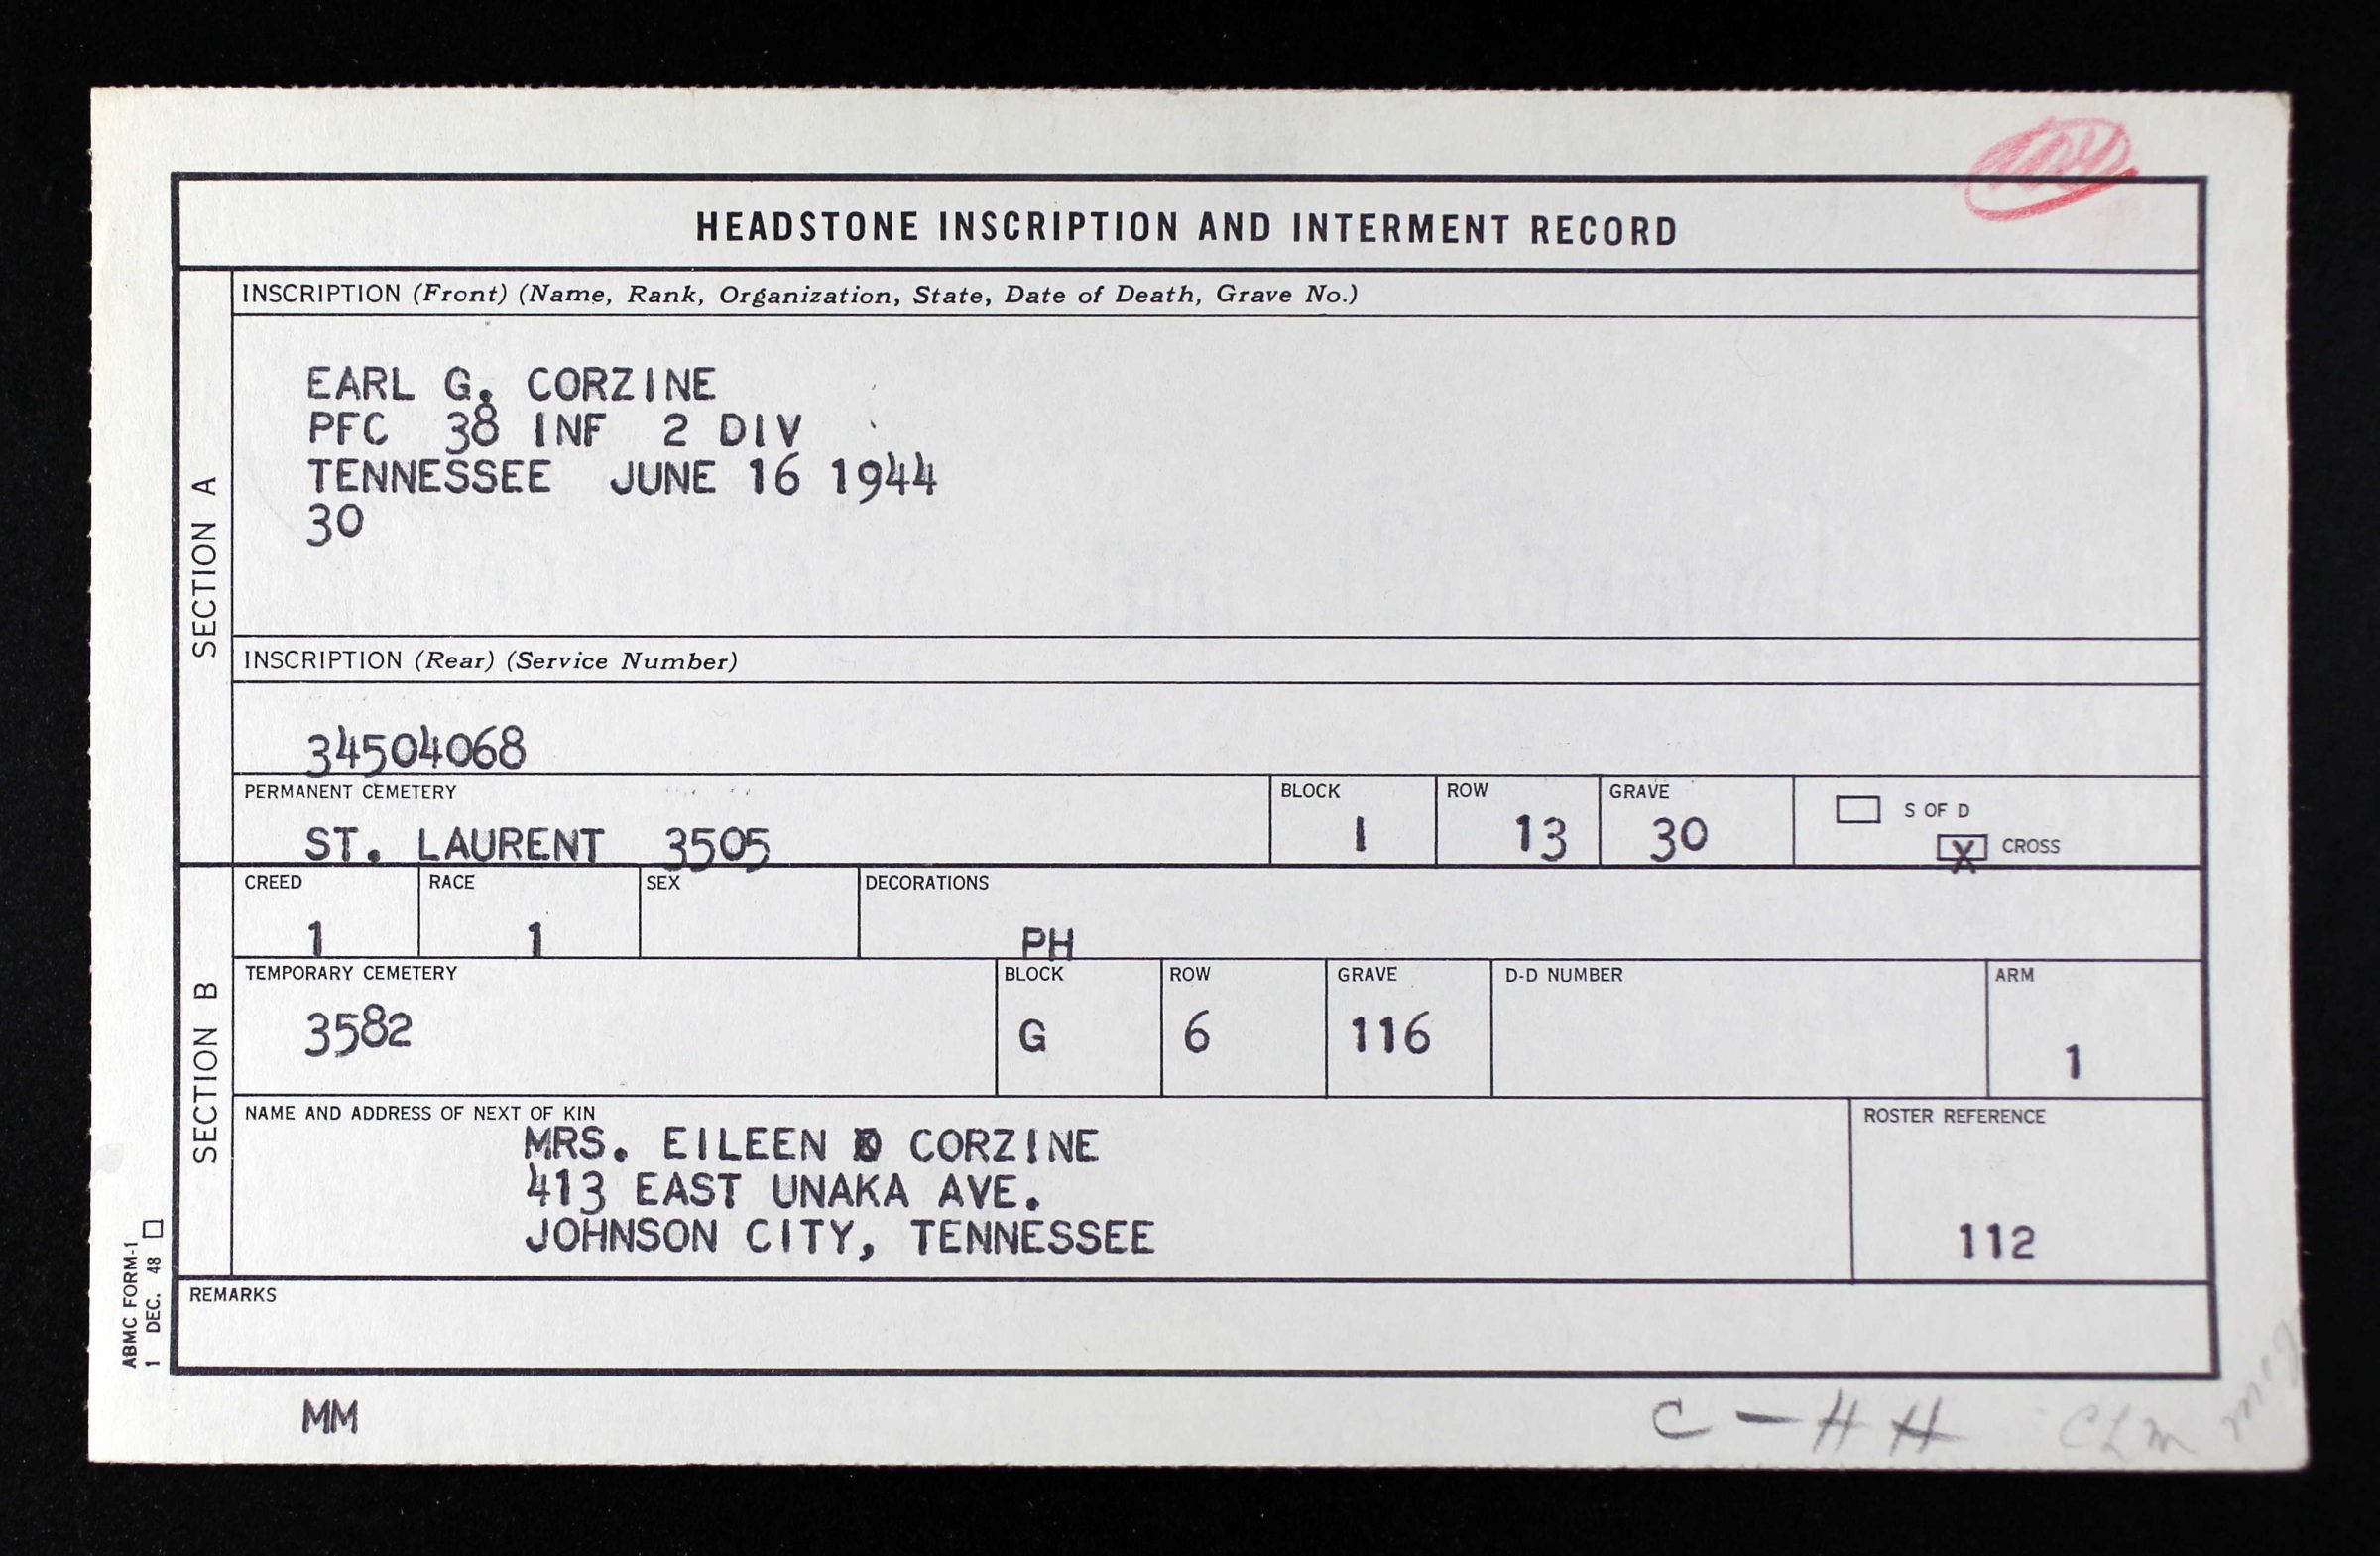 HEADSTONE INSCRIPTION AND INTERMENT RECORD
SECTION A
INSCRIPTION (Front) (Name, Rank, Organization, State, Date of Death, Grave No.)
EARL G. CORZINE
PFC 38 INF 2 DIV
TENNESSEE JUNE 16 1944
30
INSCRIPTION (Rear) (Service Number)
34504068
PERMANENT CEMETERY
ST. LAURENT 3505
BLOCK
1
ROW
13
GRAVE
30
S OF D
X CROSS
SECTION B
CREED
1
RACE
1
SEX
DECORATIONS
PH
TEMPORARY CEMETERY
3582
BLOCK
G
ROW
6
GRAVE
116
D-D NUMBER
ARM
1
NAME AND ADDRESS OF NEXT OF KIN
MRS. EILEEN CORZINE
413 EAST UNAKA AVE.
JOHNSON CITY, TENNESSEE
ROSTER REFERENCE
112
REMARKS
ABMC FORM-1
1 DEC. 48
MM
C - H H
CLM